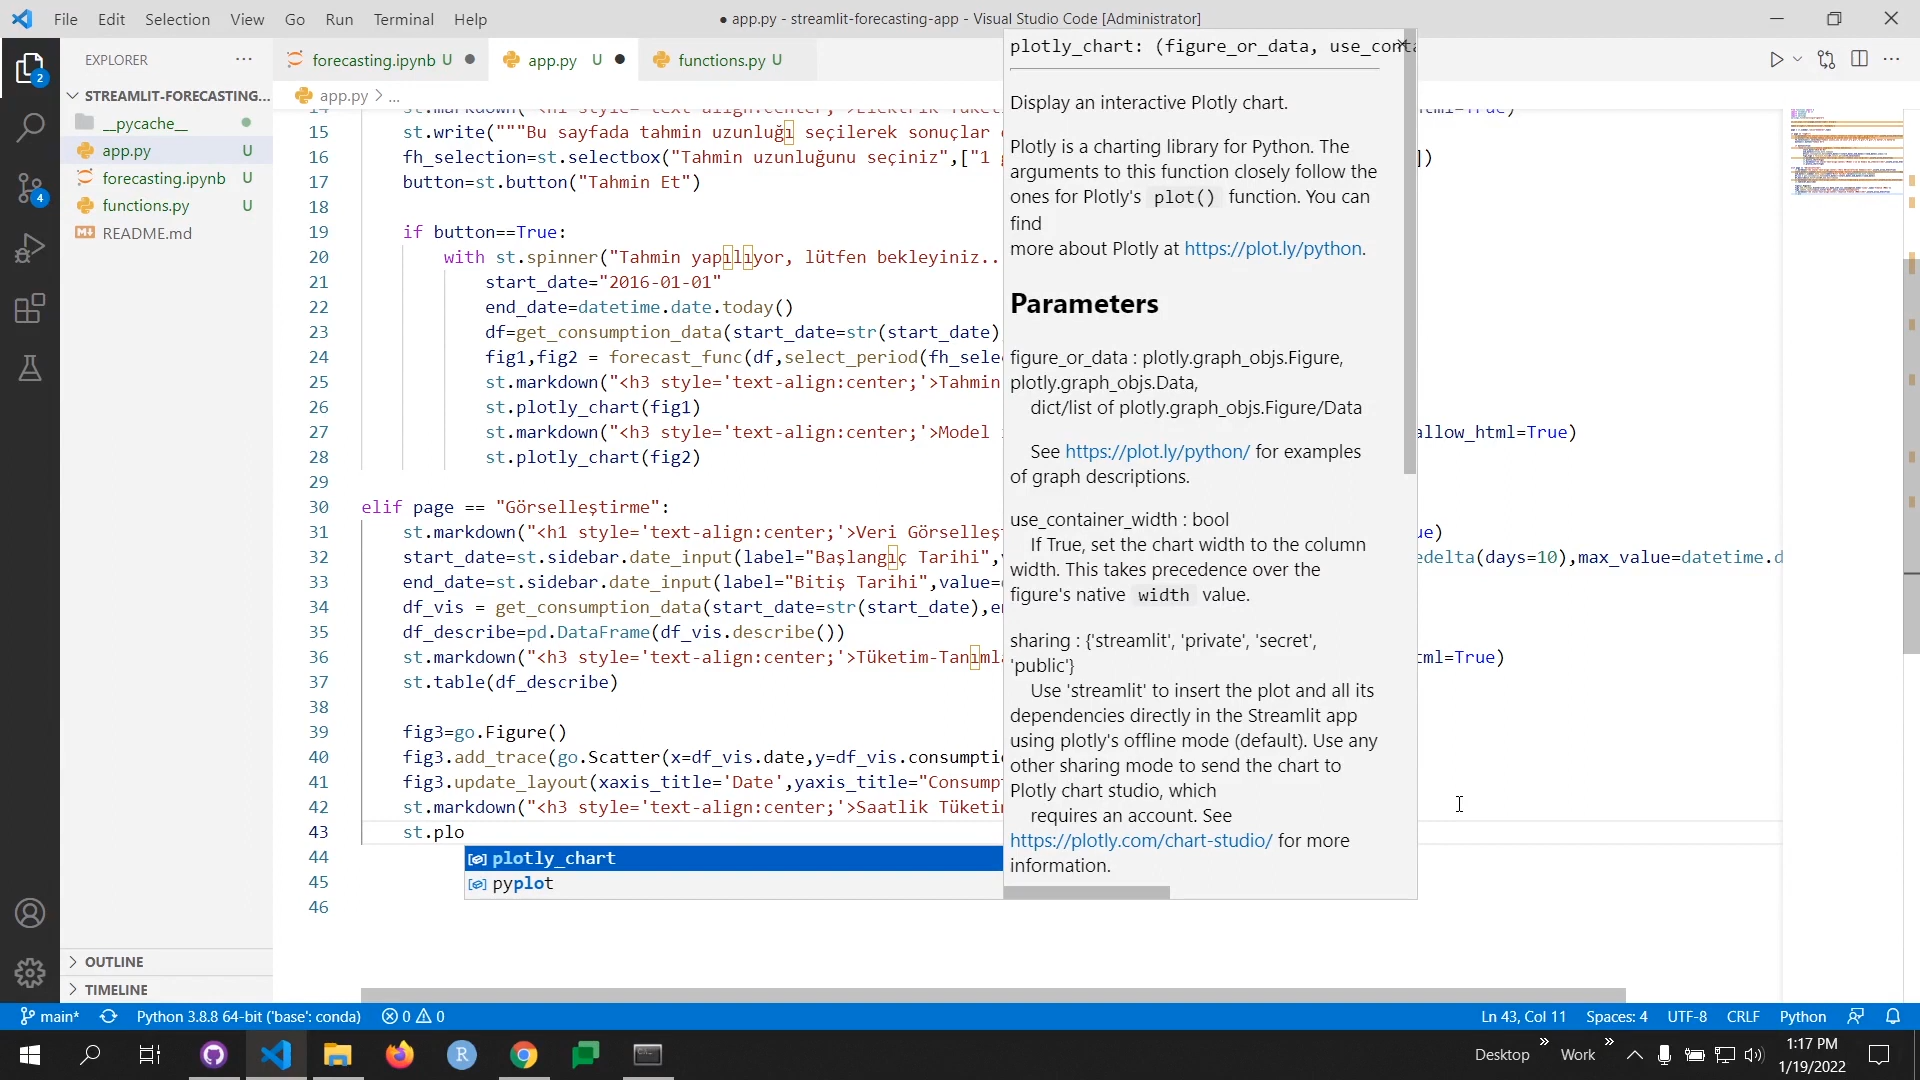 File Edit Selection View Go Run Terminal Help
● app.py - streamlit-forecasting-app - Visual Studio Code [Administrator]
EXPLORER
forecasting.ipynb U
app.py U
functions.py U
STREAMLIT-FORECASTING...
app.py > ...
__pycache__
app.py U
forecasting.ipynb U
functions.py U
README.md
2
4
15 st.write("""Bu sayfada tahmin uzunluğı seçilerek sonuçlar
16 fh_selection=st.selectbox("Tahmin uzunluğunu seçiniz",["1 ])
17 button=st.button("Tahmin Et")
18
19 if button==True:
20 with st.spinner("Tahmin yapılıyor, lütfen bekleyiniz..
21 start_date="2016-01-01"
22 end_date=datetime.date.today()
23 df=get_consumption_data(start_date=str(start_date)
24 fig1,fig2 = forecast_func(df,select_period(fh_sele
25 st.markdown("<h3 style='text-align:center;'>Tahmin
26 st.plotly_chart(fig1)
27 st.markdown("<h3 style='text-align:center;'>Model allow_html=True)
28 st.plotly_chart(fig2)
29
30 elif page == "Görselleştirme":
31 st.markdown("<h1 style='text-align:center;'>Veri Görselleş ue)
32 start_date=st.sidebar.date_input(label="Başlangıç Tarihi", edelta(days=10),max_value=datetime.d
33 end_date=st.sidebar.date_input(label="Bitiş Tarihi",value=
34 df_vis = get_consumption_data(start_date=str(start_date),e
35 df_describe=pd.DataFrame(df_vis.describe())
36 st.markdown("<h3 style='text-align:center;'>Tüketim-Tanıml tml=True)
37 st.table(df_describe)
38
39 fig3=go.Figure()
40 fig3.add_trace(go.Scatter(x=df_vis.date,y=df_vis.consumptio
41 fig3.update_layout(xaxis_title='Date',yaxis_title="Consump
42 st.markdown("<h3 style='text-align:center;'>Saatlik Tüketi
43 st.plo
44
45
46
plotly_chart
pyplot
plotly_chart: (figure_or_data, use_conta
Display an interactive Plotly chart.
Plotly is a charting library for Python. The
arguments to this function closely follow the
ones for Plotly's plot() function. You can
find
more about Plotly at https://plot.ly/python.
Parameters
figure_or_data : plotly.graph_objs.Figure,
plotly.graph_objs.Data,
dict/list of plotly.graph_objs.Figure/Data
See https://plot.ly/python/ for examples
of graph descriptions.
use_container_width : bool
If True, set the chart width to the column
width. This takes precedence over the
figure's native width value.
sharing : {'streamlit', 'private', 'secret',
'public'}
Use 'streamlit' to insert the plot and all its
dependencies directly in the Streamlit app
using plotly's offline mode (default). Use any
other sharing mode to send the chart to
Plotly chart studio, which
requires an account. See
https://plotly.com/chart-studio/ for more
information.
OUTLINE
TIMELINE
main* Python 3.8.8 64-bit ('base': conda) 0 0
Ln 43, Col 11 Spaces: 4 UTF-8 CRLF Python
Desktop » Work »
1:17 PM
1/19/2022